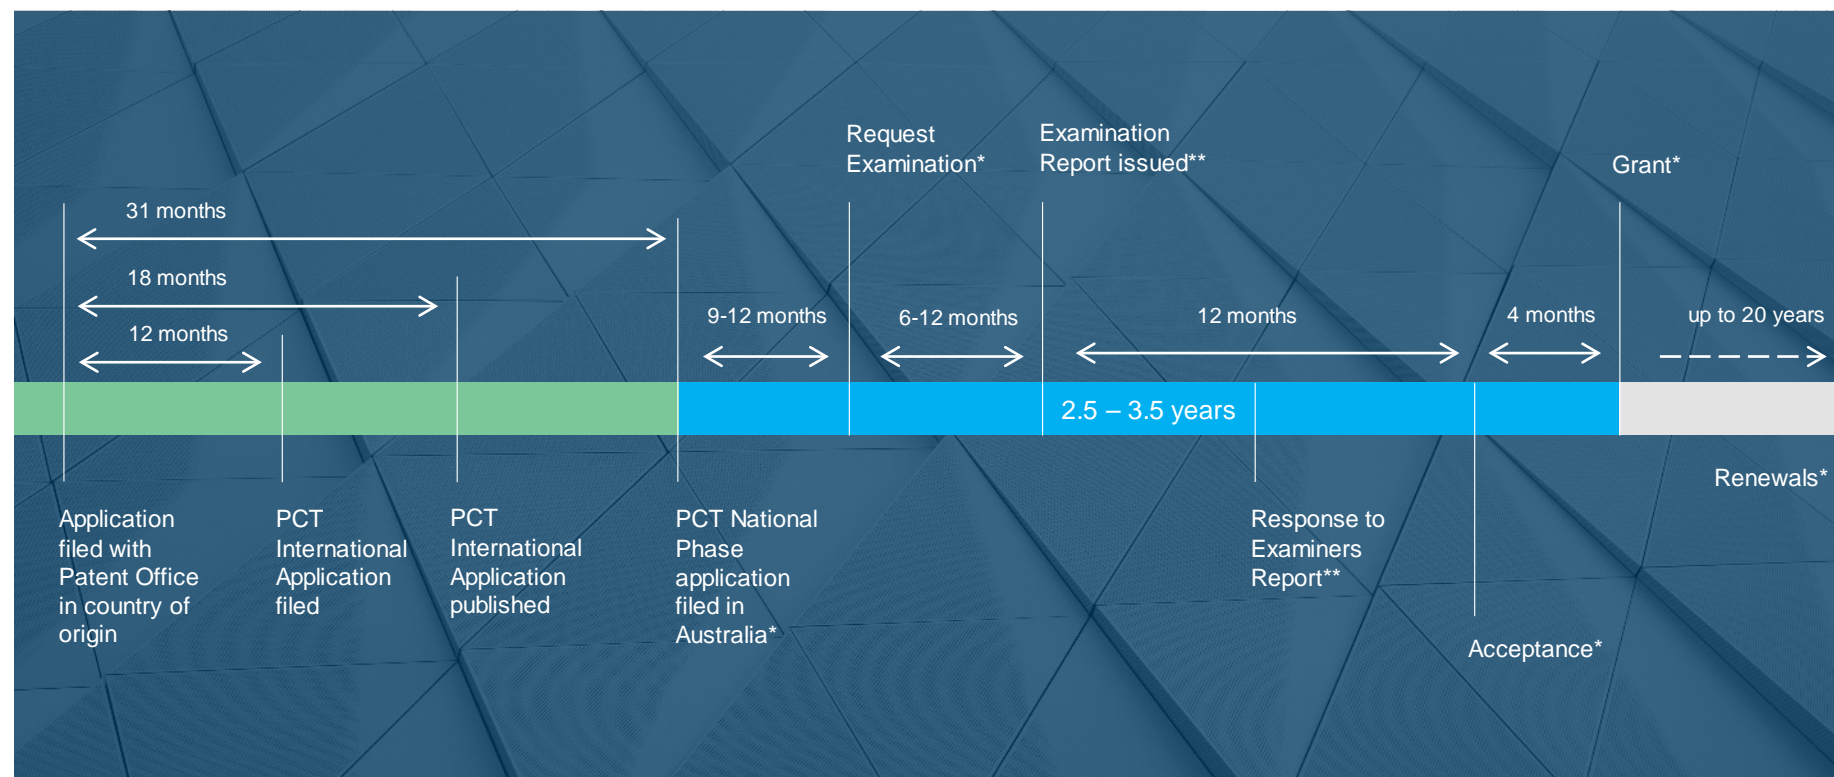 Request
Examination*
Examination
Report issued**
Grant*
31 months
18 months
12 months
9-12 months
6-12 months
12 months
4 months
up to 20 years
2.5 – 3.5 years
Renewals*
Application
filed with
Patent Office
in country of
origin
PCT
International
Application
filed
PCT
International
Application
published
PCT National
Phase
application
filed in
Australia*
Response to
Examiners
Report**
Acceptance*